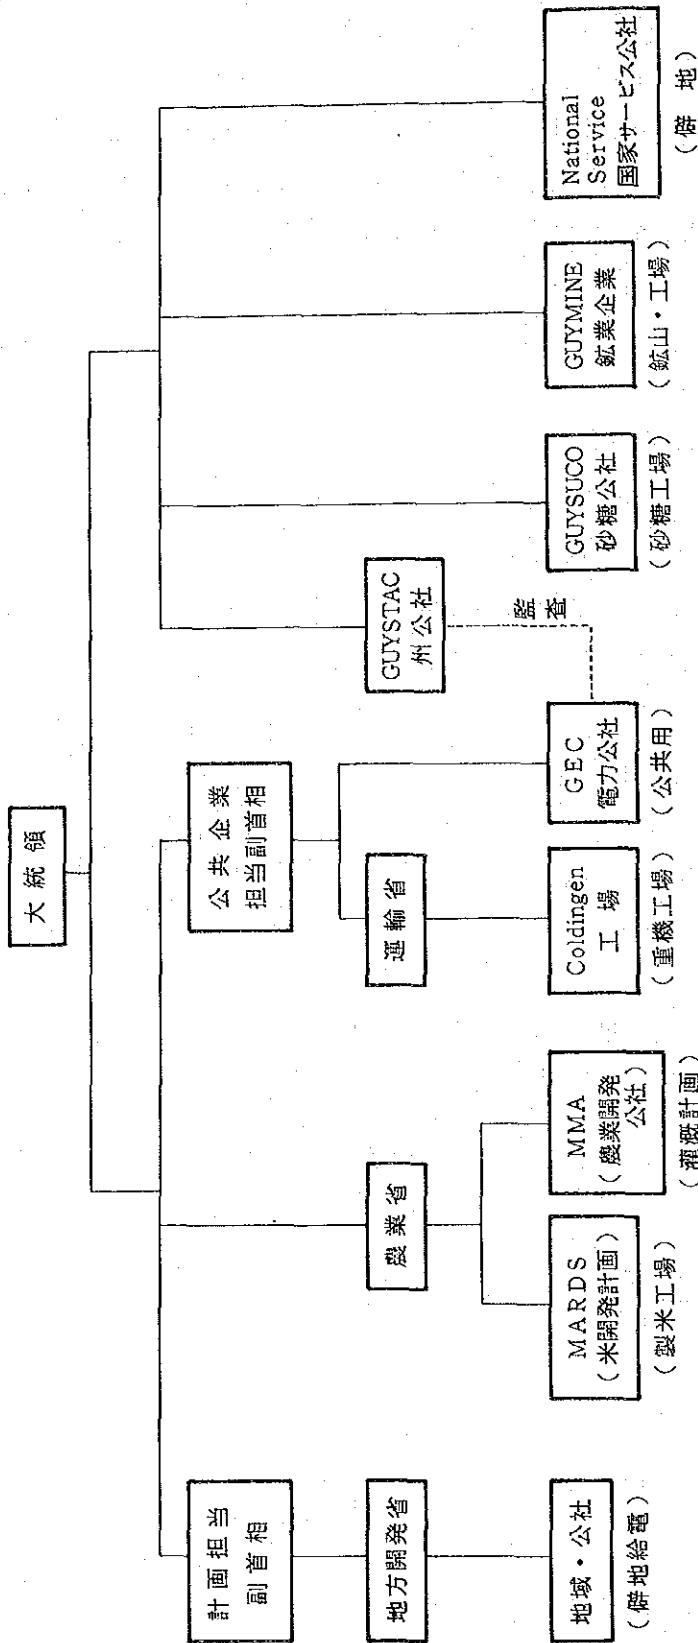 大統領
計画担当
副首相
公共企業
担当副首相
地方開発省
農業省
運輸省
GUYSTAC
州公社
監査
地域・公社
(僻地給電)
MARDS
(米開発計画)
(製米工場)
MMA
(農業開発
公社)
(灌漑計画)
Coldingen
工場
(重機工場)
GEC
電力公社
(公共用)
GUYSUCO
砂糖公社
(砂糖工場)
GUYMINE
鉱業企業
(鉱山・工場)
National
Service
国家サービス公社
(僻地)